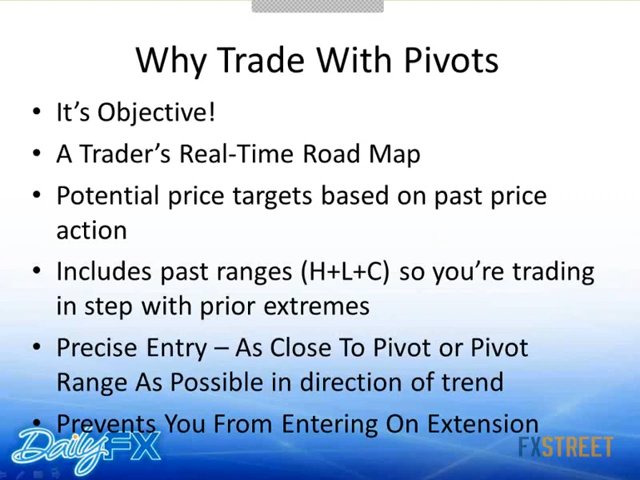 Why Trade With Pivots
• It’s Objective!
• A Trader’s Real-Time Road Map
• Potential price targets based on past price
action
• Includes past ranges (H+L+C) so you’re trading
in step with prior extremes
• Precise Entry – As Close To Pivot or Pivot
Range As Possible in direction of trend
• Prevents You From Entering On Extension
DailyFX
FXSTREET